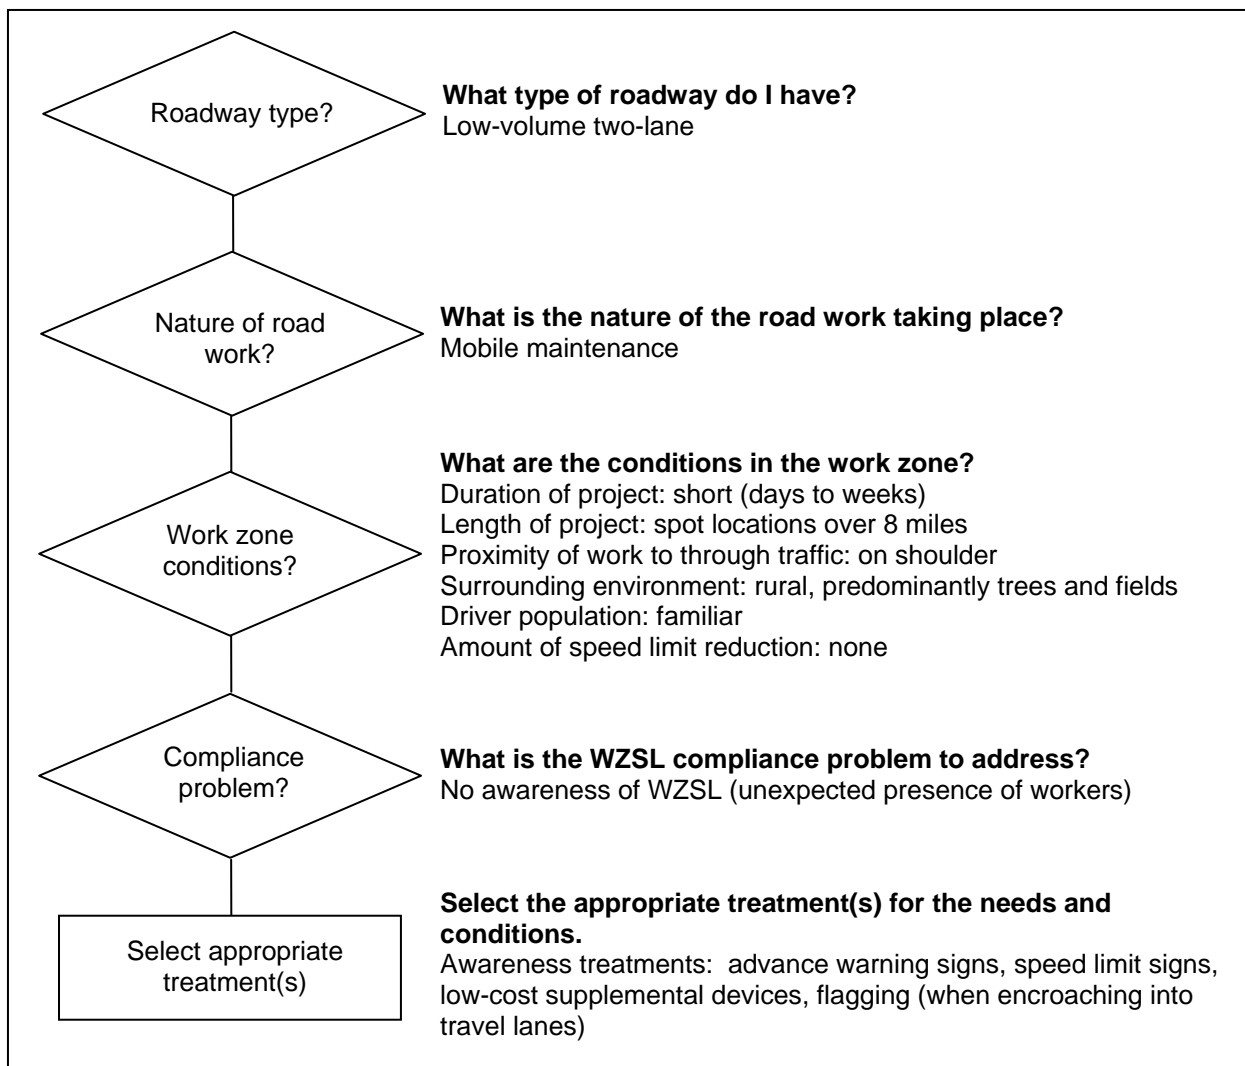 Roadway type?
What type of roadway do I have?
Low-volume two-lane
Nature of road
work?
What is the nature of the road work taking place?
Mobile maintenance
Work zone
conditions?
What are the conditions in the work zone?
Duration of project: short (days to weeks)
Length of project: spot locations over 8 miles
Proximity of work to through traffic: on shoulder
Surrounding environment: rural, predominantly trees and fields
Driver population: familiar
Amount of speed limit reduction: none
Compliance
problem?
What is the WZSL compliance problem to address?
No awareness of WZSL (unexpected presence of workers)
Select appropriate
treatment(s)
Select the appropriate treatment(s) for the needs and
conditions.
Awareness treatments:  advance warning signs, speed limit signs,
low-cost supplemental devices, flagging (when encroaching into
travel lanes)